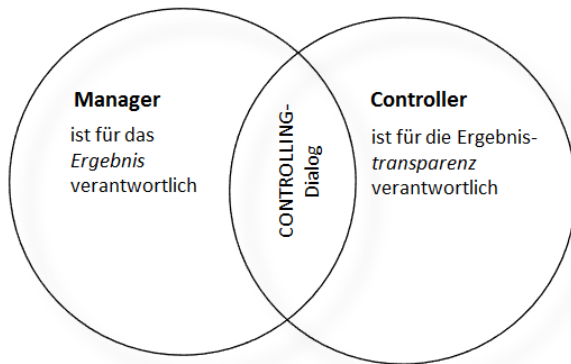 Manager
ist für das
Ergebnis
verantwortlich
CONTROLLING-
Dialog
Controller
ist für die Ergebnis-
transparenz
verantwortlich